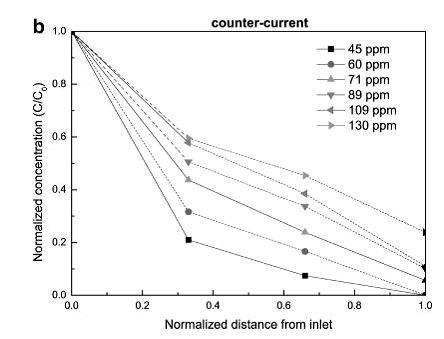 b
counter-current
Normalized concentration (C/C₀)
1.0
0.8
0.6
0.4
0.2
0.0
45 ppm
60 ppm
71 ppm
89 ppm
109 ppm
130 ppm
0.0 0.2 0.4 0.6 0.8 1.0
Normalized distance from inlet